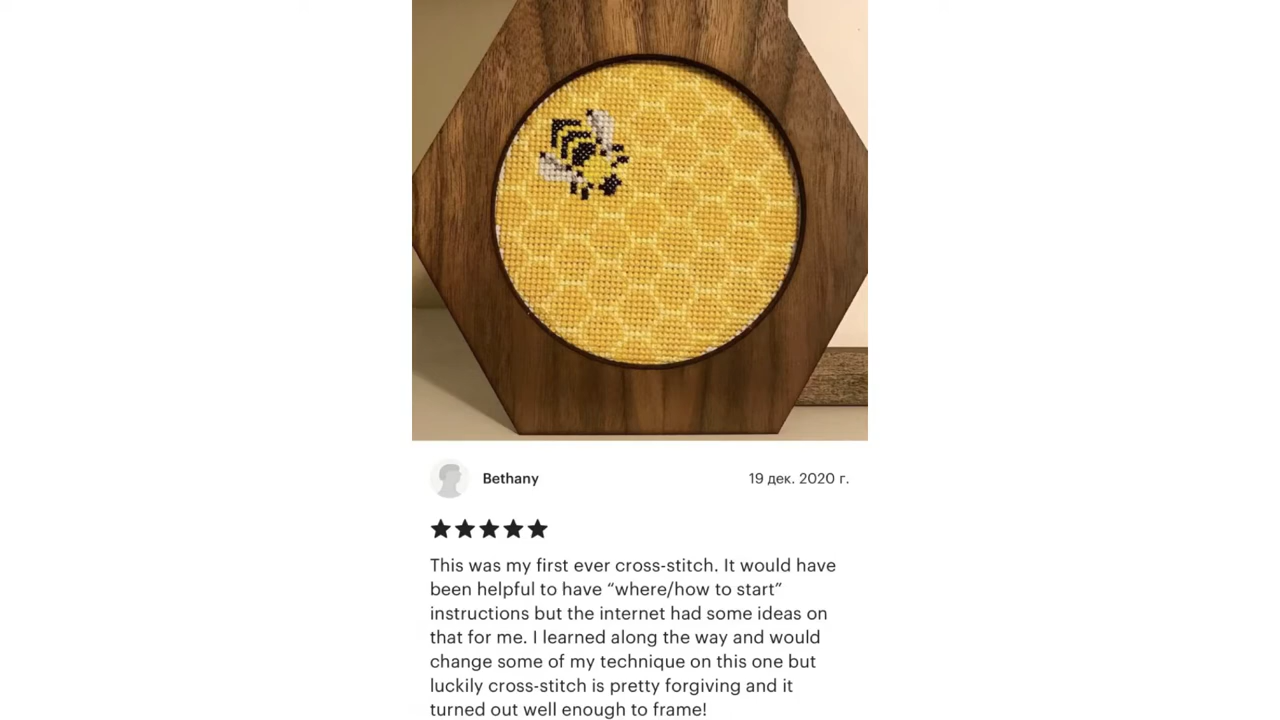 Bethany
19 дек. 2020 г.
This was my first ever cross-stitch. It would have
been helpful to have “where/how to start”
instructions but the internet had some ideas on
that for me. I learned along the way and would
change some of my technique on this one but
luckily cross-stitch is pretty forgiving and it
turned out well enough to frame!